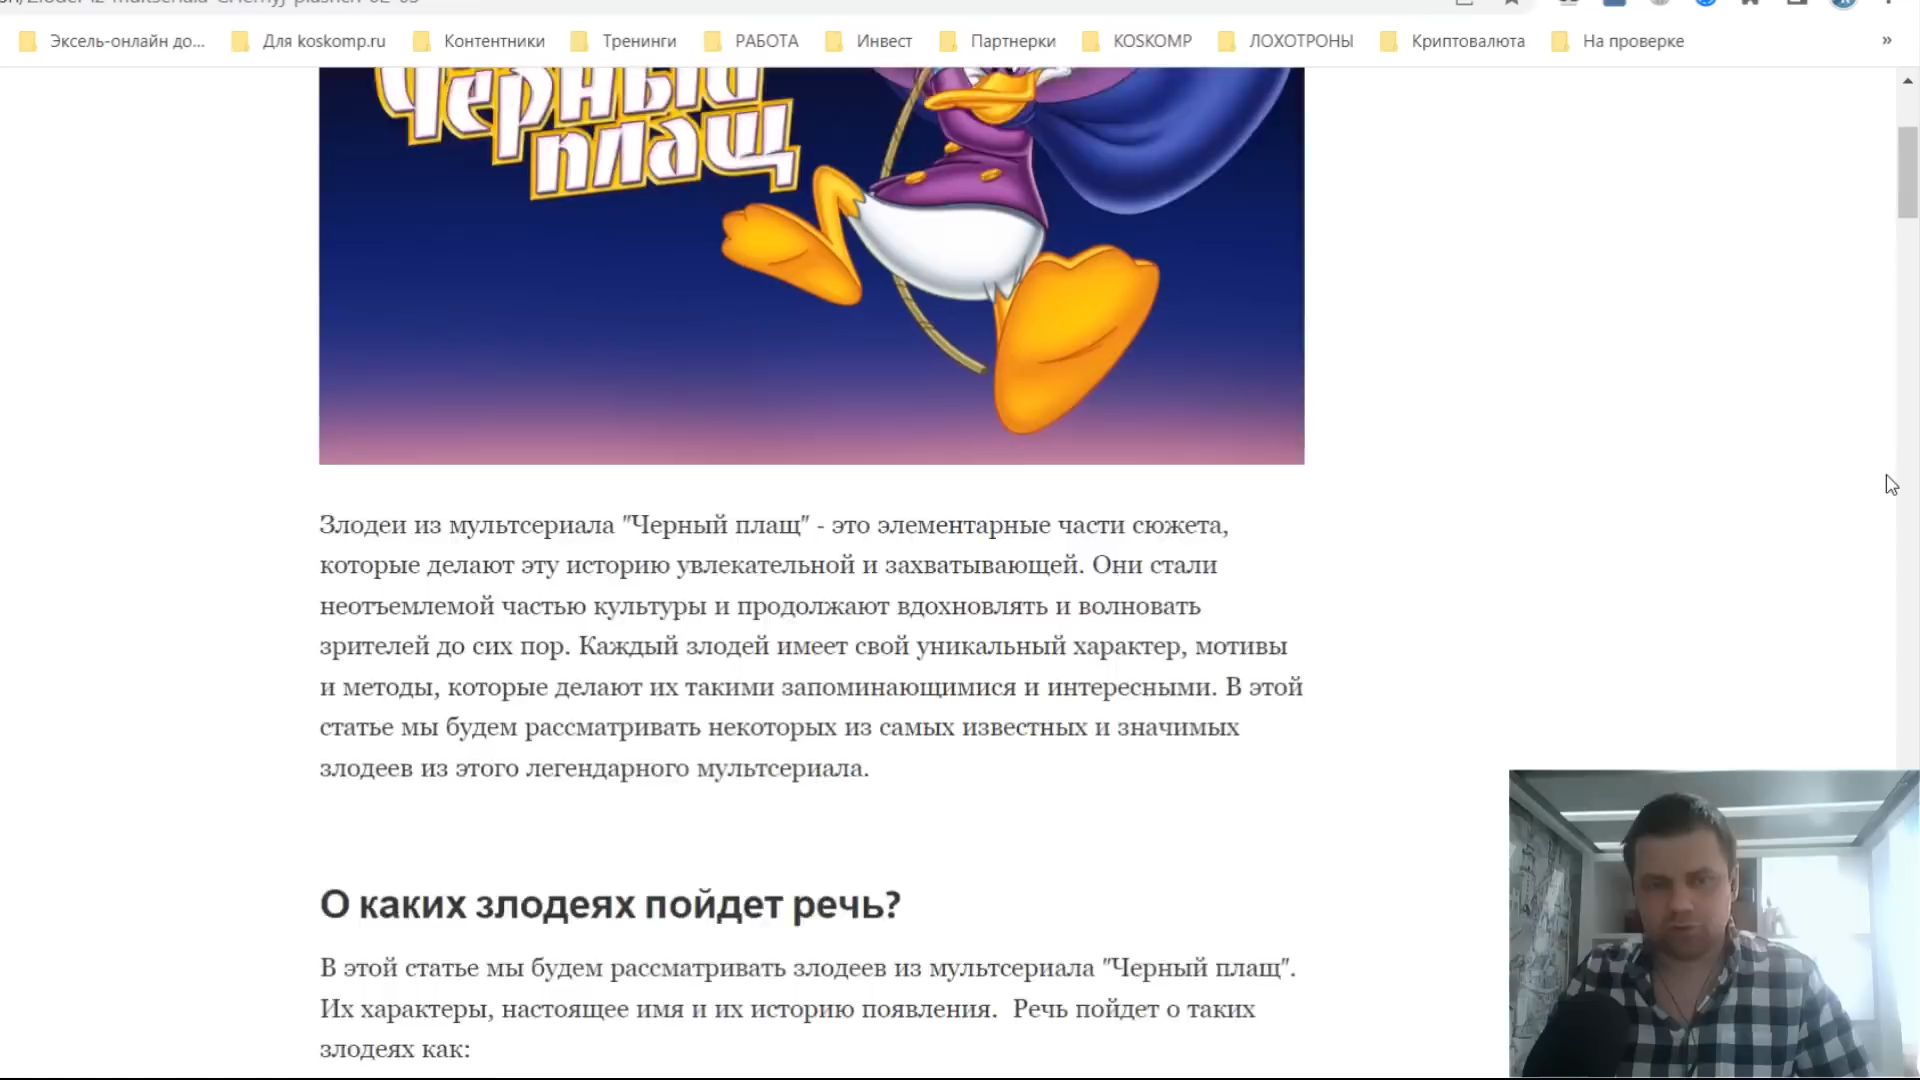 Эксель-онлайн до...
Для koskomp.ru
Контентники
Тренинги
РАБОТА
Инвест
Партнерки
KOSKOMP
ЛОХОТРОНЫ
Криптовалюта
На проверке
»
Черный
плащ
Злодеи из мультсериала "Черный плащ" - это элементарные части сюжета,
которые делают эту историю увлекательной и захватывающей. Они стали
неотъемлемой частью культуры и продолжают вдохновлять и волновать
зрителей до сих пор. Каждый злодей имеет свой уникальный характер, мотивы
и методы, которые делают их такими запоминающимися и интересными. В этой
статье мы будем рассматривать некоторых из самых известных и значимых
злодеев из этого легендарного мультсериала.
О каких злодеях пойдет речь?
В этой статье мы будем рассматривать злодеев из мультсериала "Черный плащ".
Их характеры, настоящее имя и их историю появления. Речь пойдет о таких
злодеях как: